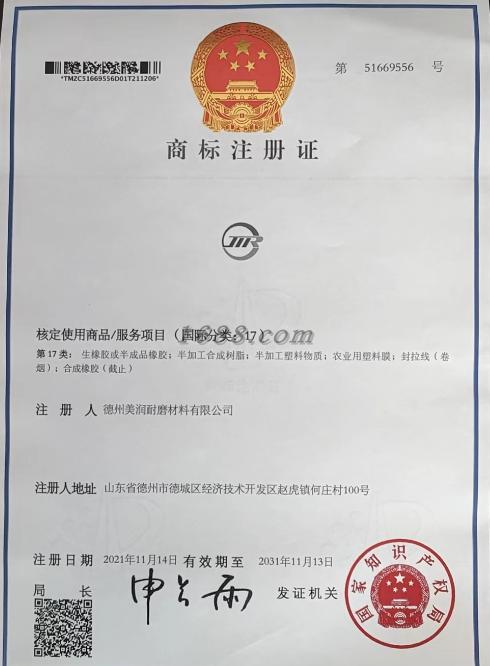 *TMZC51669556D01T211206*
第 51669556 号
商标注册证
MR
核定使用商品/服务项目（国际分类：17）
1688.com
第17类：生橡胶或半成品橡胶；半加工合成树脂；半加工塑料物质；农业用塑料膜；封拉线（卷
烟）；合成橡胶（截止）
注册人 德州美润耐磨材料有限公司
注册人地址 山东省德州市德城区经济技术开发区赵虎镇何庄村100号
注册日期 2021年11月14日 有效期至 2031年11月13日
局长 申长雨 发证机关
国家知识产权局